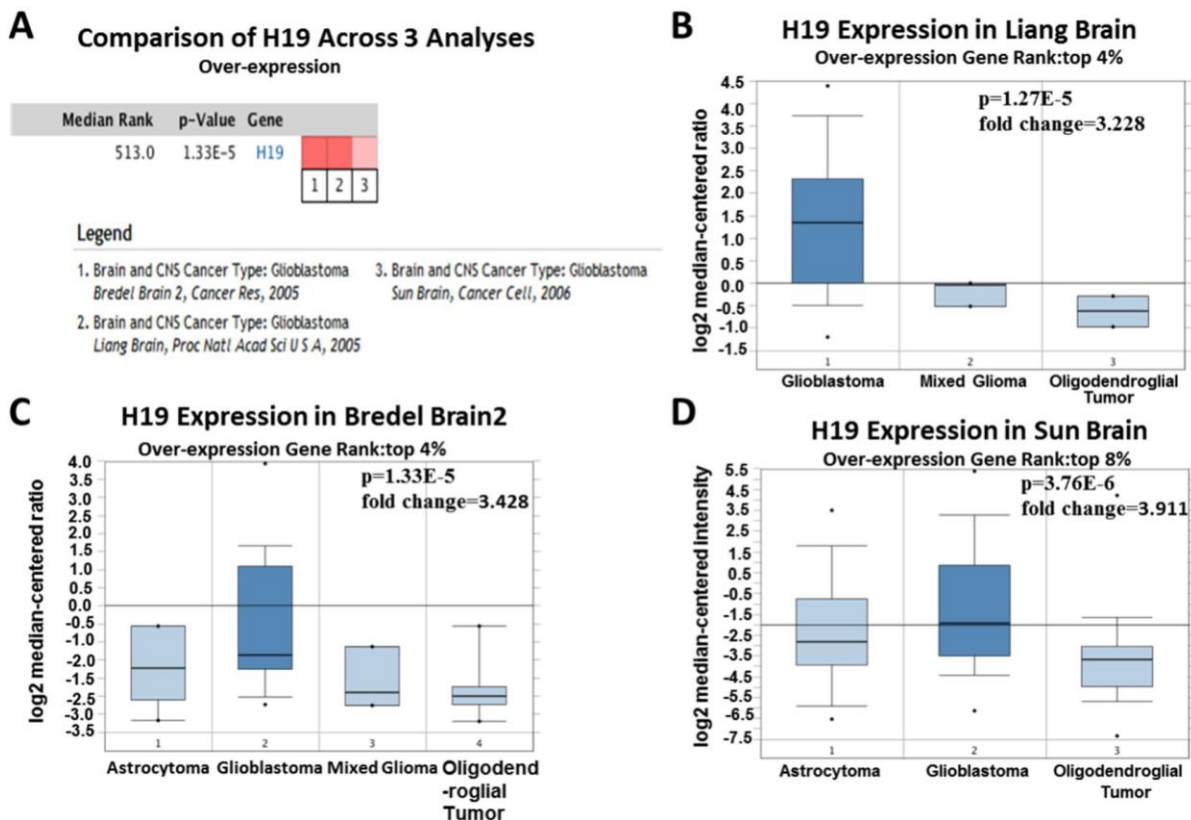 A
Comparison of H19 Across 3 Analyses
Over-expression
Median Rank p-Value Gene
513.0 1.33E-5 H19
1 2 3
Legend
1. Brain and CNS Cancer Type: Glioblastoma
Bredel Brain 2, Cancer Res, 2005
2. Brain and CNS Cancer Type: Glioblastoma
Liang Brain, Proc Natl Acad Sci U S A, 2005
3. Brain and CNS Cancer Type: Glioblastoma
Sun Brain, Cancer Cell, 2006
B
H19 Expression in Liang Brain
Over-expression Gene Rank:top 4%
p=1.27E-5
fold change=3.228
log2 median-centered ratio
4.5
4.0
3.5
3.0
2.5
2.0
1.5
1.0
0.5
0.0
-0.5
-1.0
-1.5
1 2 3
Glioblastoma Mixed Glioma Oligodendroglial
Tumor
C
H19 Expression in Bredel Brain2
Over-expression Gene Rank:top 4%
p=1.33E-5
fold change=3.428
log2 median-centered ratio
4.0
3.5
3.0
2.5
2.0
1.5
1.0
0.5
0.0
-0.5
-1.0
-2.0
-1.5
-2.5
-3.0
-3.5
1 2 3 4
Astrocytoma Glioblastoma Mixed Glioma Oligodend
-roglial
Tumor
D
H19 Expression in Sun Brain
Over-expression Gene Rank:top 8%
p=3.76E-6
fold change=3.911
log2 median-centered intensity
5.5
4.5
3.5
2.5
1.5
0.5
-0.5
-1.5
-2.5
-3.5
-4.5
-5.5
-6.5
-7.5
1 2 3
Astrocytoma Glioblastoma Oligodendroglial
Tumor